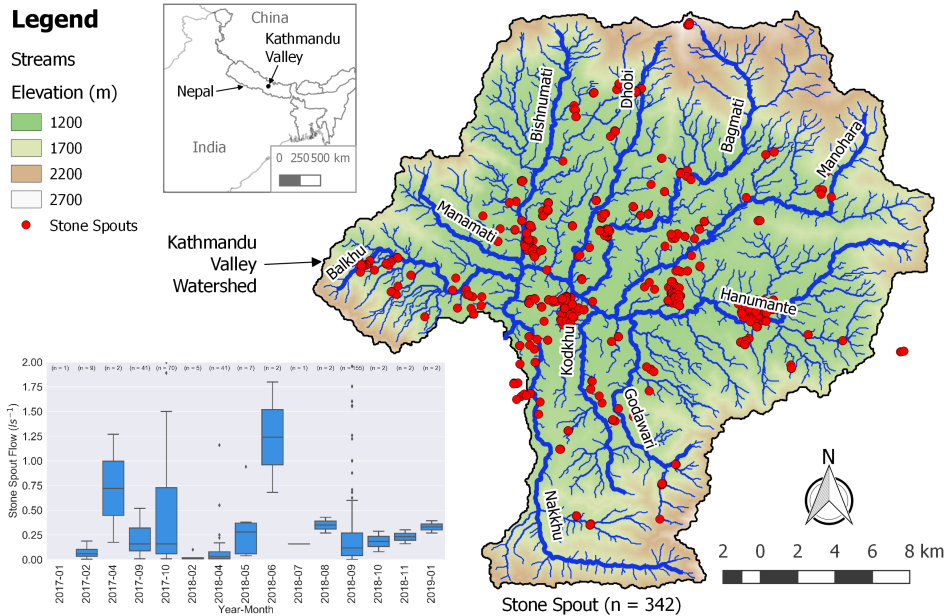 Legend
Streams
Elevation (m)
1200
1700
2200
2700
Stone Spouts
China
Kathmandu
Valley
Nepal
India
0 250 500 km
Kathmandu
Valley
Watershed
Bishnumati
Dhobi
Bagmati
Manohara
Manamati
Balkhu
Hanumante
Kodkhu
Godawari
Nakkhu
N
2 0 2 4 6 8 km
Stone Spout (n = 342)
Stone Spout Flow (ls⁻¹)
2.00
1.75
1.50
1.25
1.00
0.75
0.50
0.25
0.00
(n = 1) (n = 9) (n = 2) (n = 41) (n = 70) (n = 5) (n = 41) (n = 7) (n = 2) (n = 1) (n = 2) (n = 155) (n = 2) (n = 2) (n = 2)
2017-01 2017-02 2017-04 2017-09 2017-10 2018-02 2018-04 2018-05 2018-06 2018-07 2018-08 2018-09 2018-10 2018-11 2019-01
Year-Month